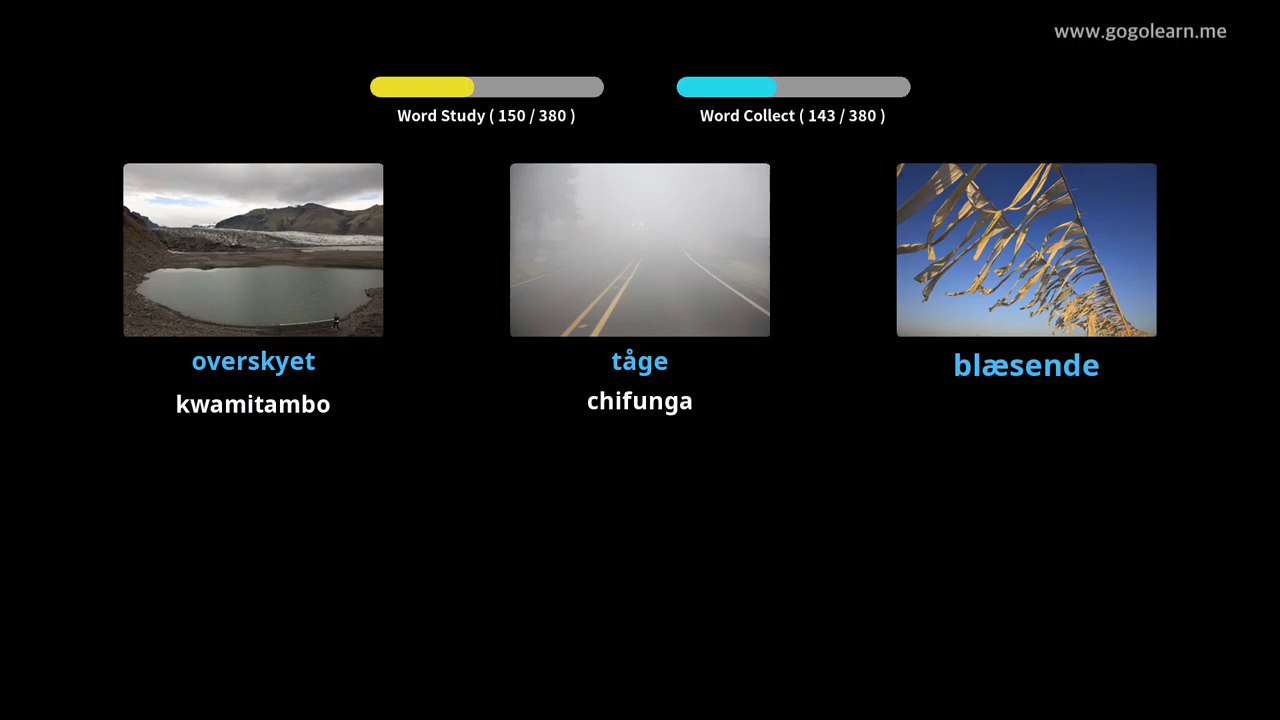 www.gogolearn.me
Word Study ( 150 / 380 )
Word Collect ( 143 / 380 )
overskyet
tåge
blæsende
kwamitambo
chifunga